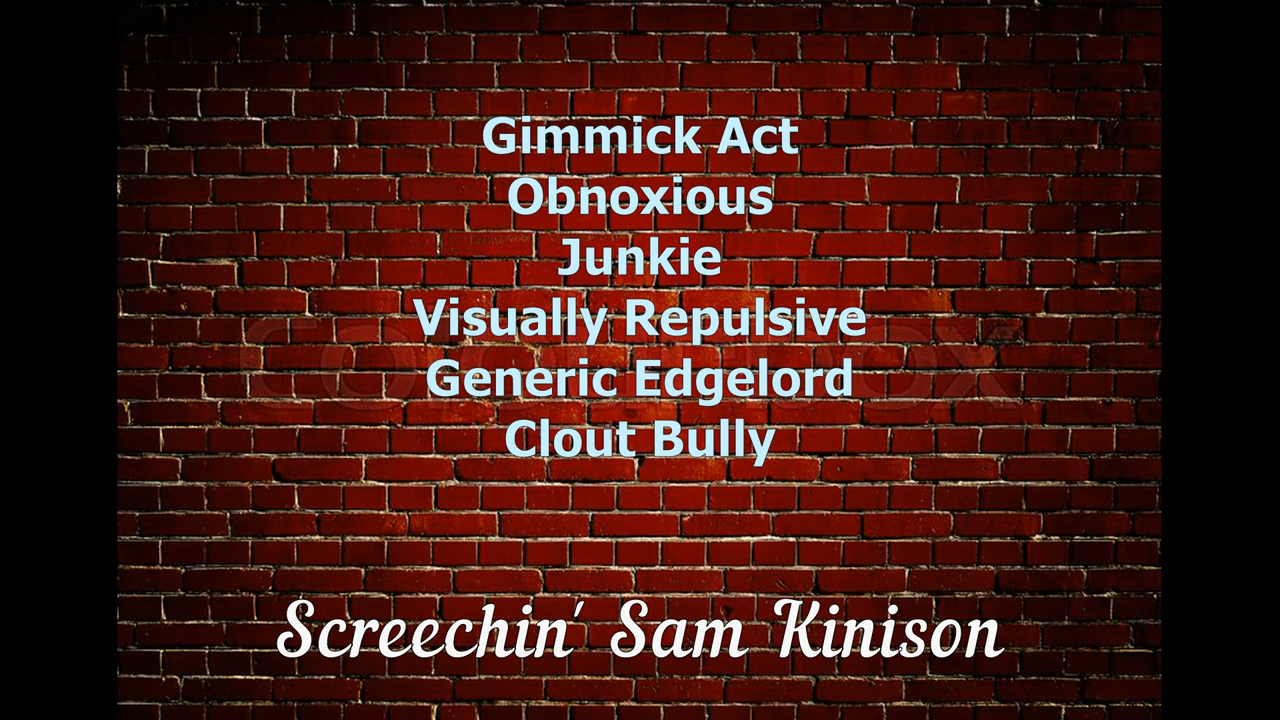 Gimmick Act
Obnoxious
Junkie
Visually Repulsive
Generic Edgelord
Clout Bully
Screechin' Sam Kinison